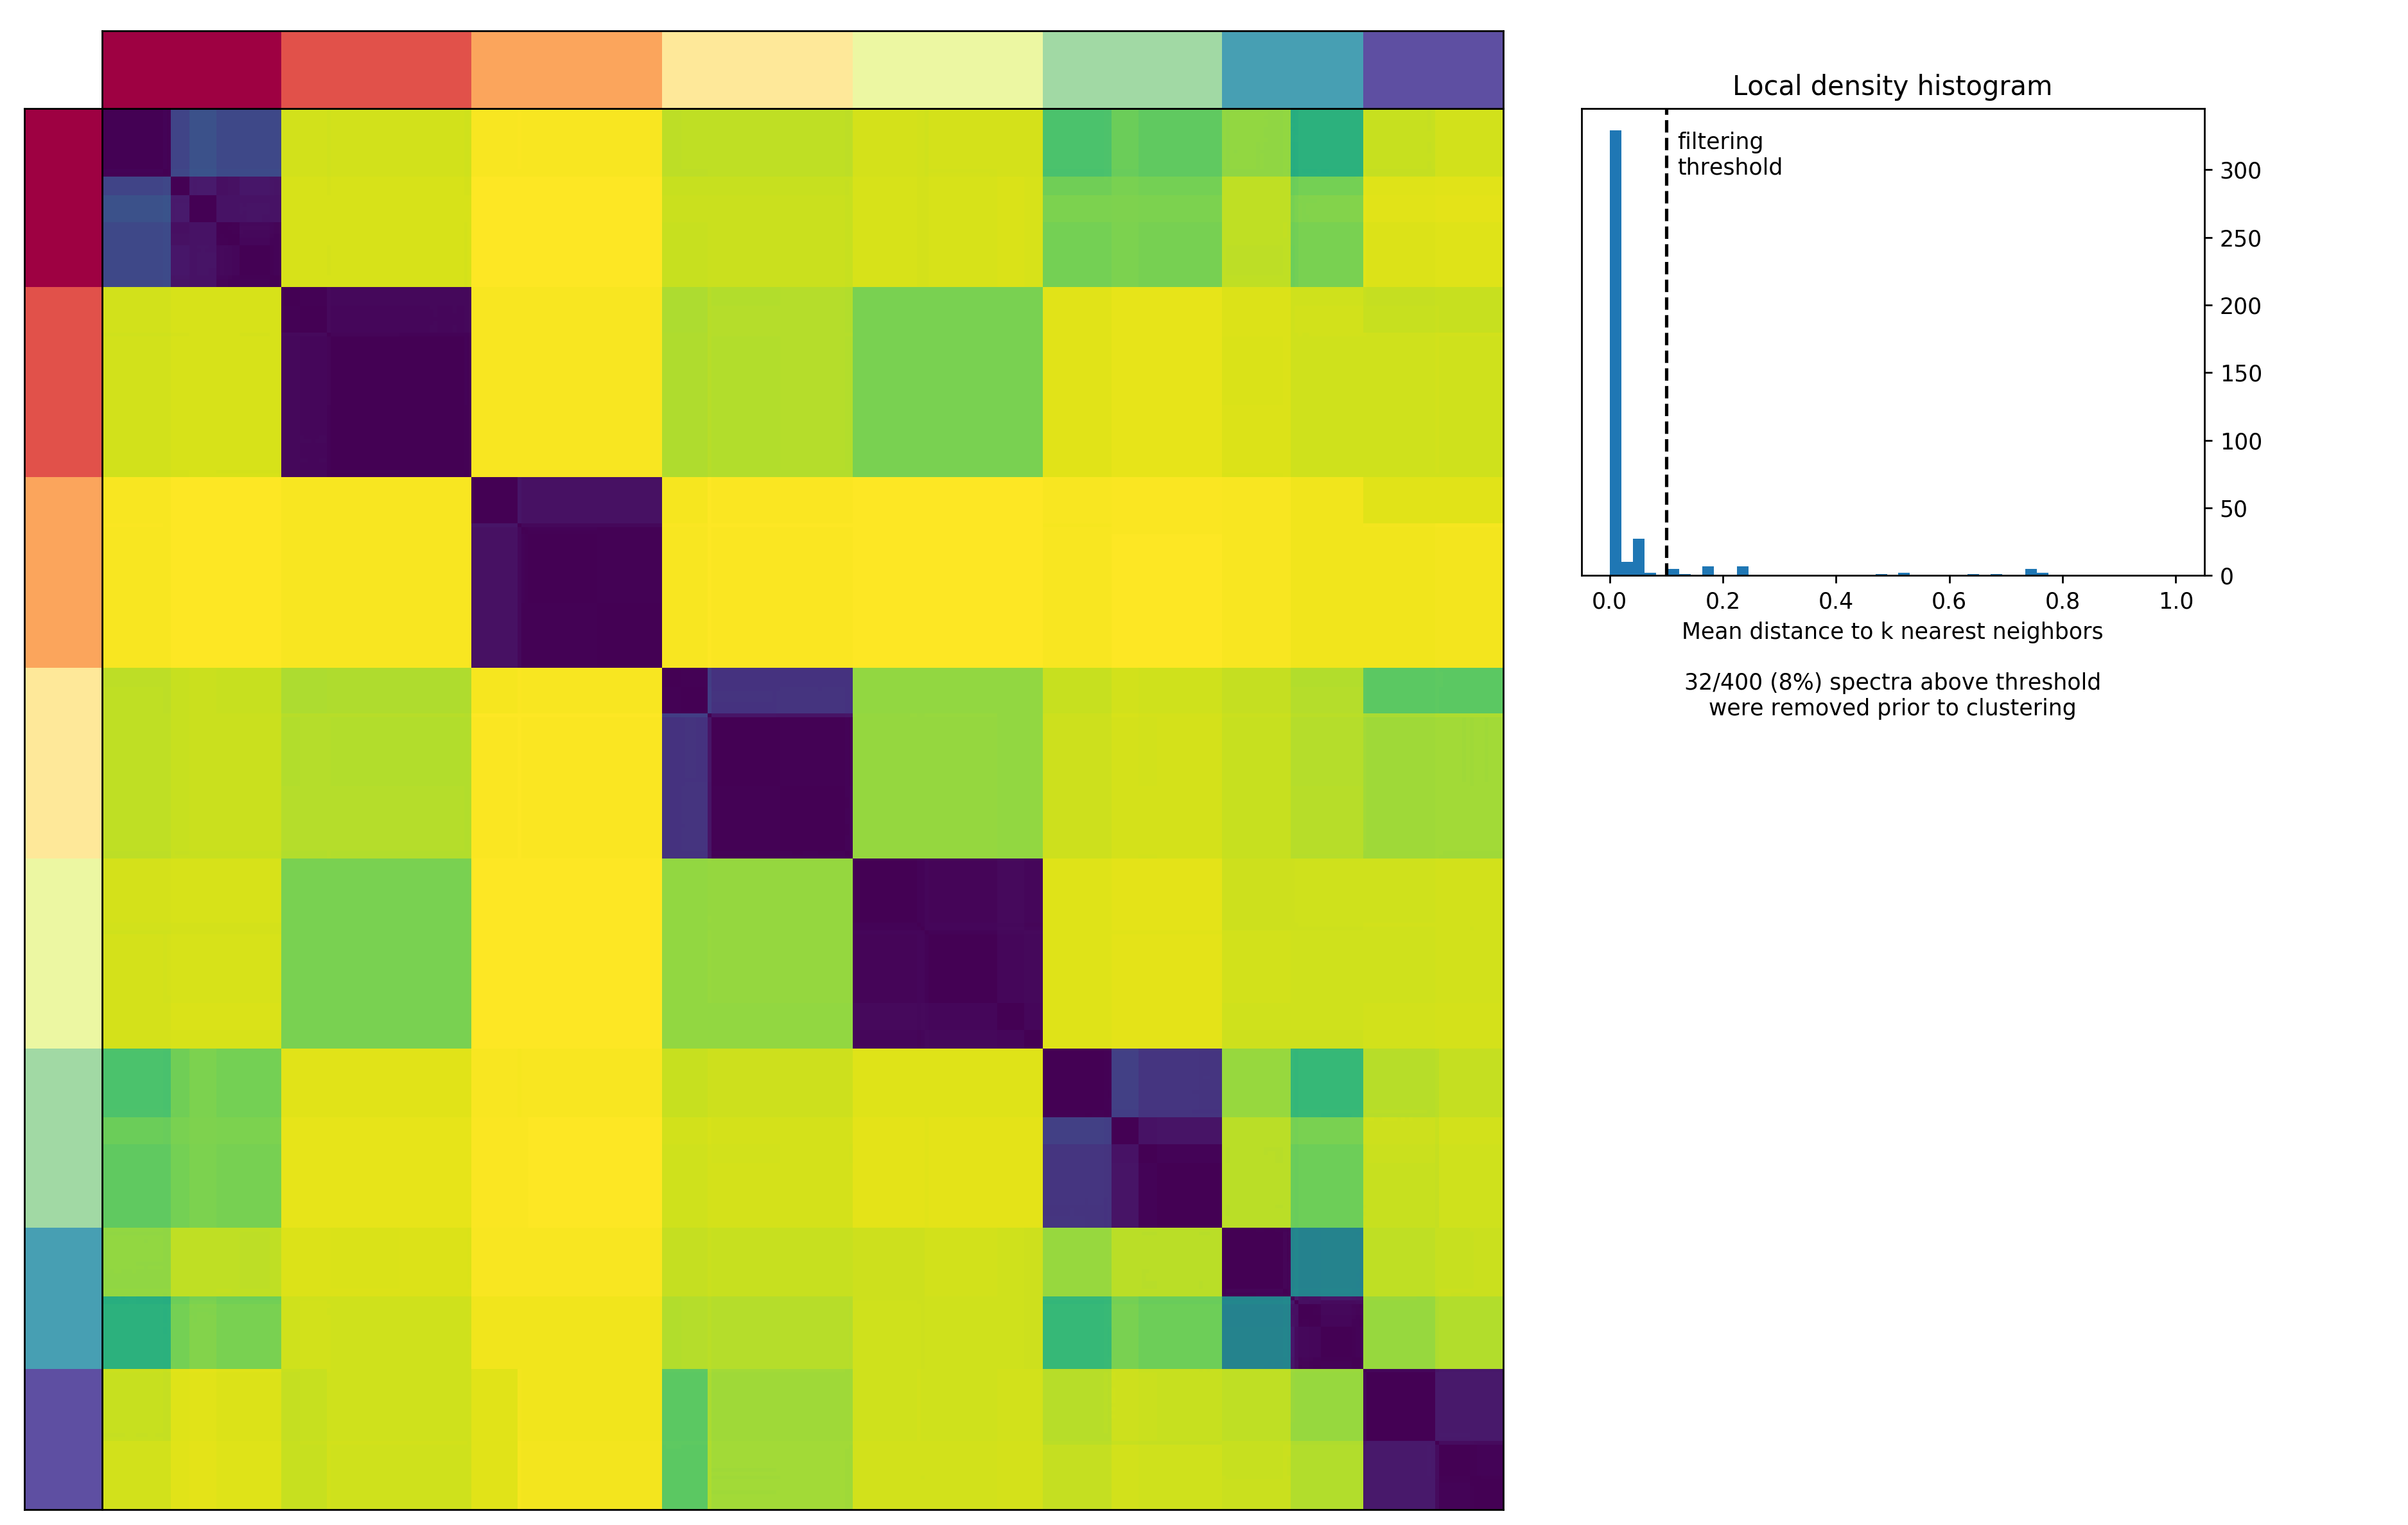 Local density histogram
filtering
threshold
300
250
200
150
100
50
0
0.0 0.2 0.4 0.6 0.8 1.0
Mean distance to k nearest neighbors
32/400 (8%) spectra above threshold
were removed prior to clustering